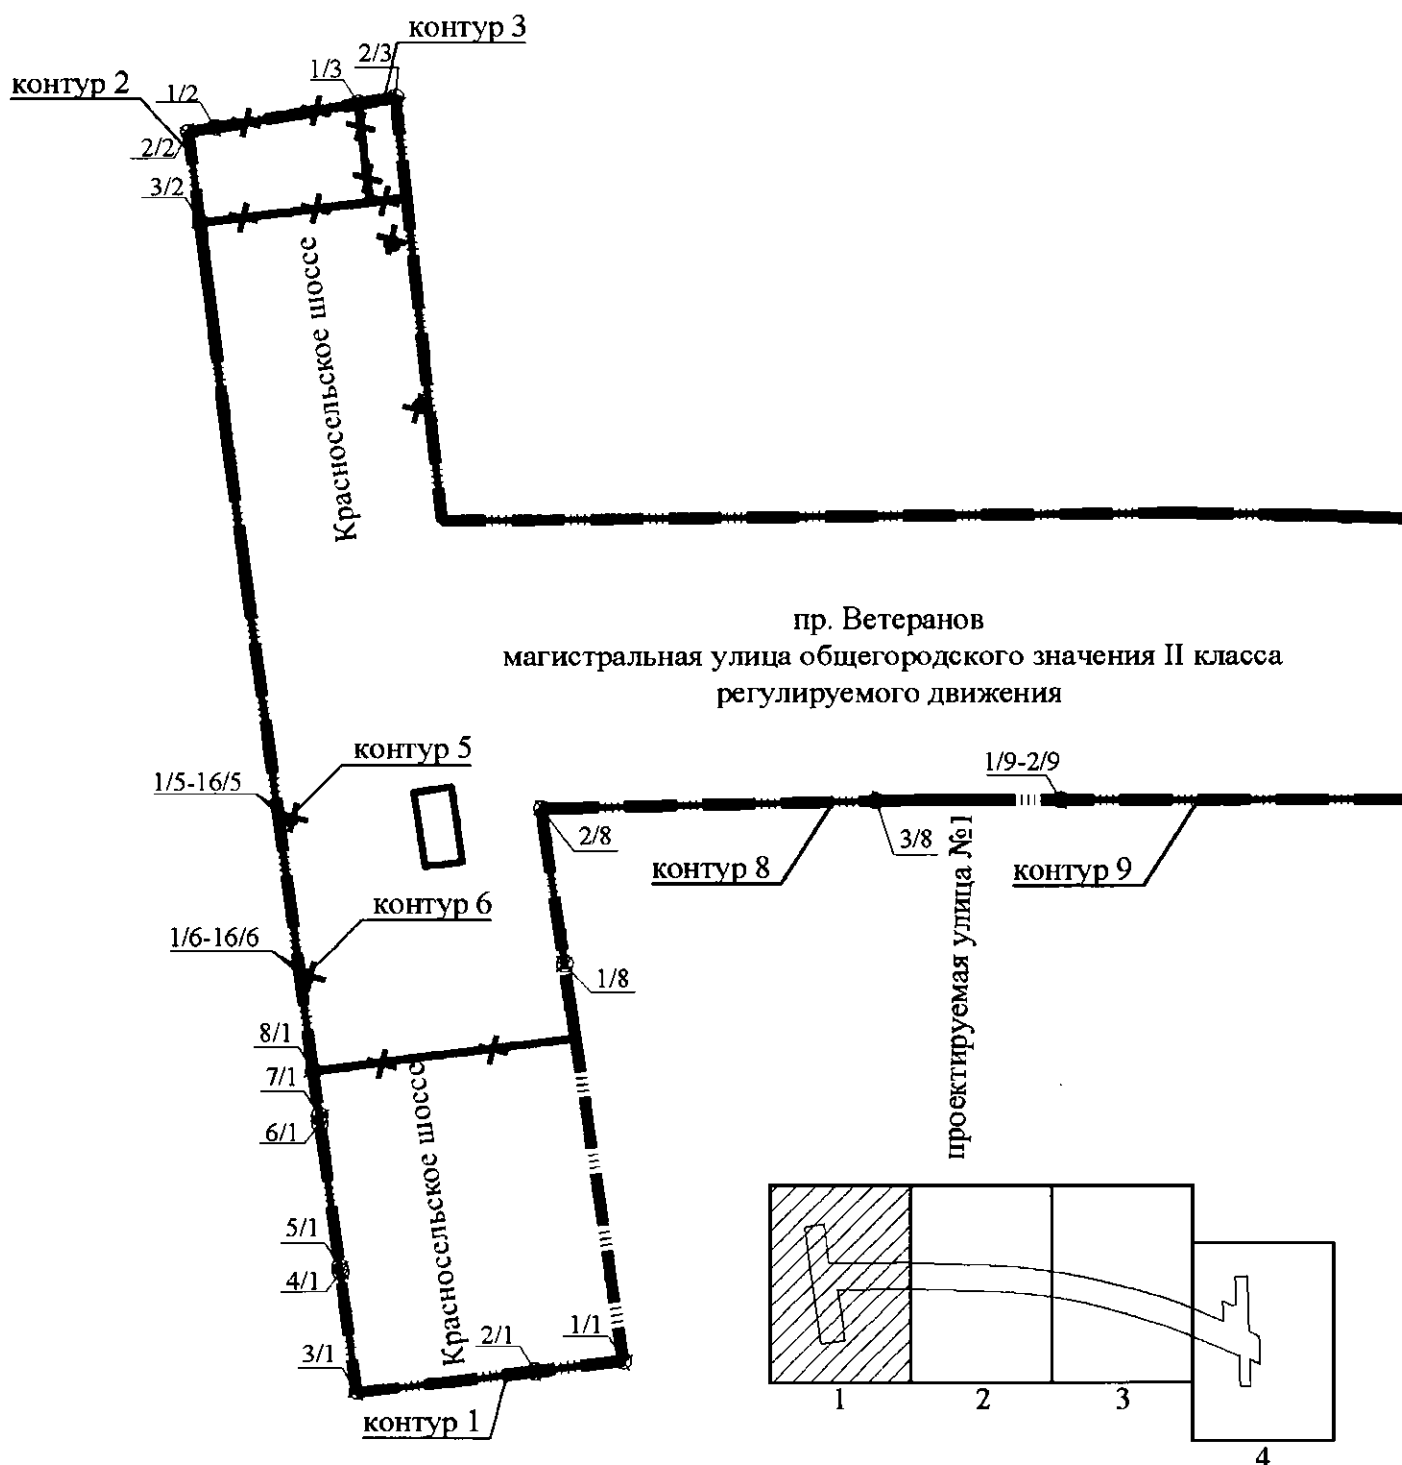 контур 3
2/3
1/3
контур 2
1/2
2/2
3/2
Красносельское шоссе
пр. Ветеранов
магистральная улица общегородского значения II класса
регулируемого движения
контур 5
1/5-16/5
1/9-2/9
2/8
3/8
контур 8
контур 9
контур 6
1/6-16/6
1/8
проектируемая улица №1
8/1
7/1
6/1
Красносельское шоссе
5/1
4/1
3/1
2/1
1/1
контур 1
1
2
3
4